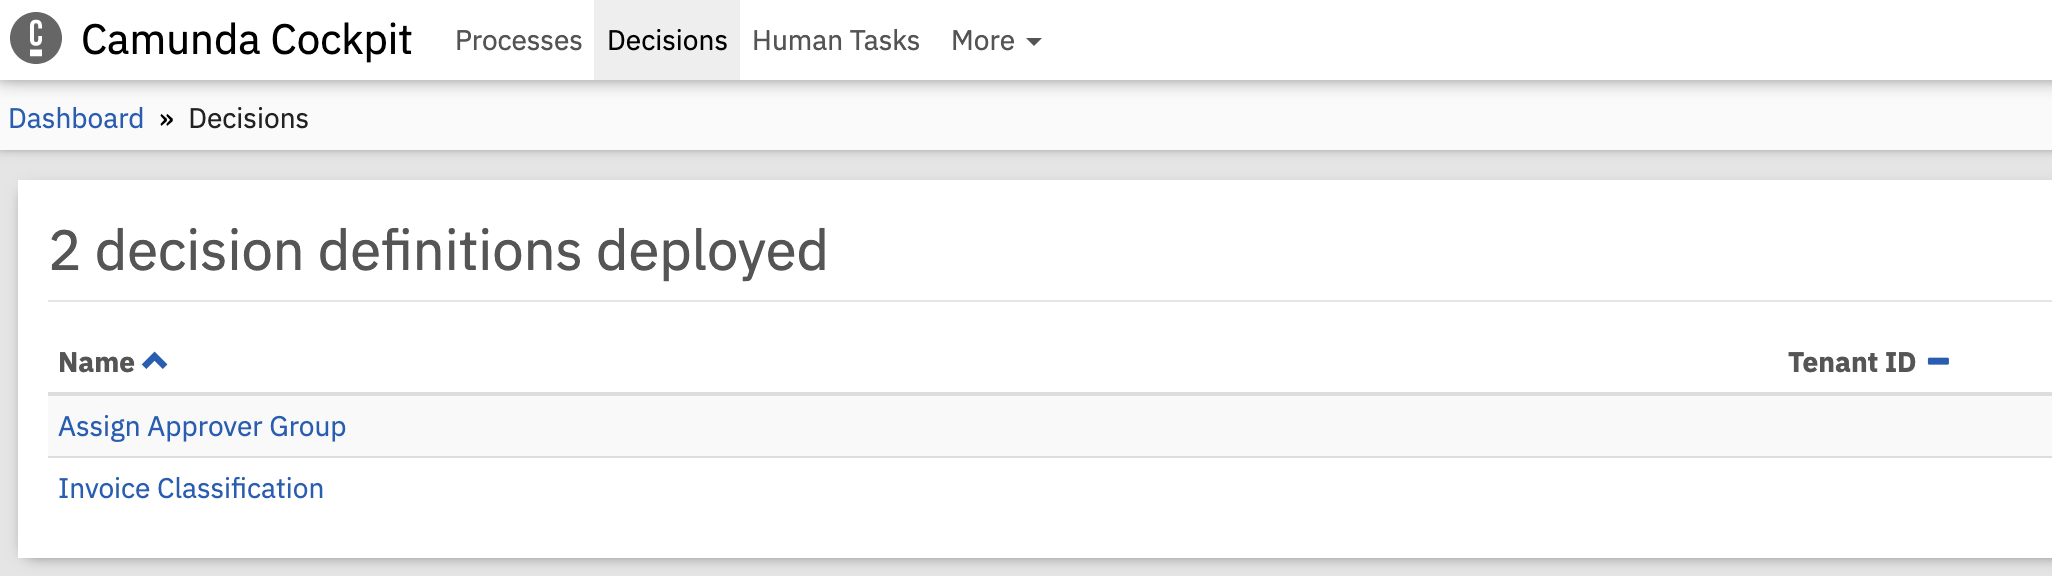 Camunda Cockpit Processes Decisions Human Tasks More
Dashboard » Decisions
2 decision definitions deployed
Name Tenant ID
Assign Approver Group
Invoice Classification